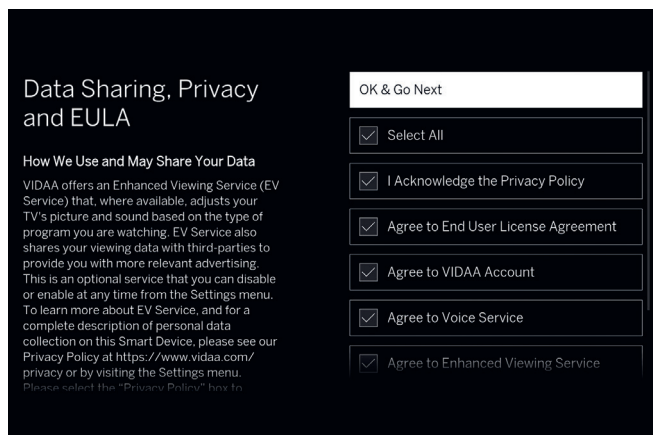 Data Sharing, Privacy
and EULA
How We Use and May Share Your Data
VIDAA offers an Enhanced Viewing Service (EV
Service) that, where available, adjusts your
TV's picture and sound based on the type of
program you are watching. EV Service also
shares your viewing data with third-parties to
provide you with more relevant advertising.
This is an optional service that you can disable
or enable at any time from the Settings menu.
To learn more about EV Service, and for a
complete description of personal data
collection on this Smart Device, please see our
Privacy Policy at https://www.vidaa.com/
privacy or by visiting the Settings menu.
Please select the "Privacy Policy" box to
OK & Go Next
Select All
I Acknowledge the Privacy Policy
Agree to End User License Agreement
Agree to VIDAA Account
Agree to Voice Service
Agree to Enhanced Viewing Service